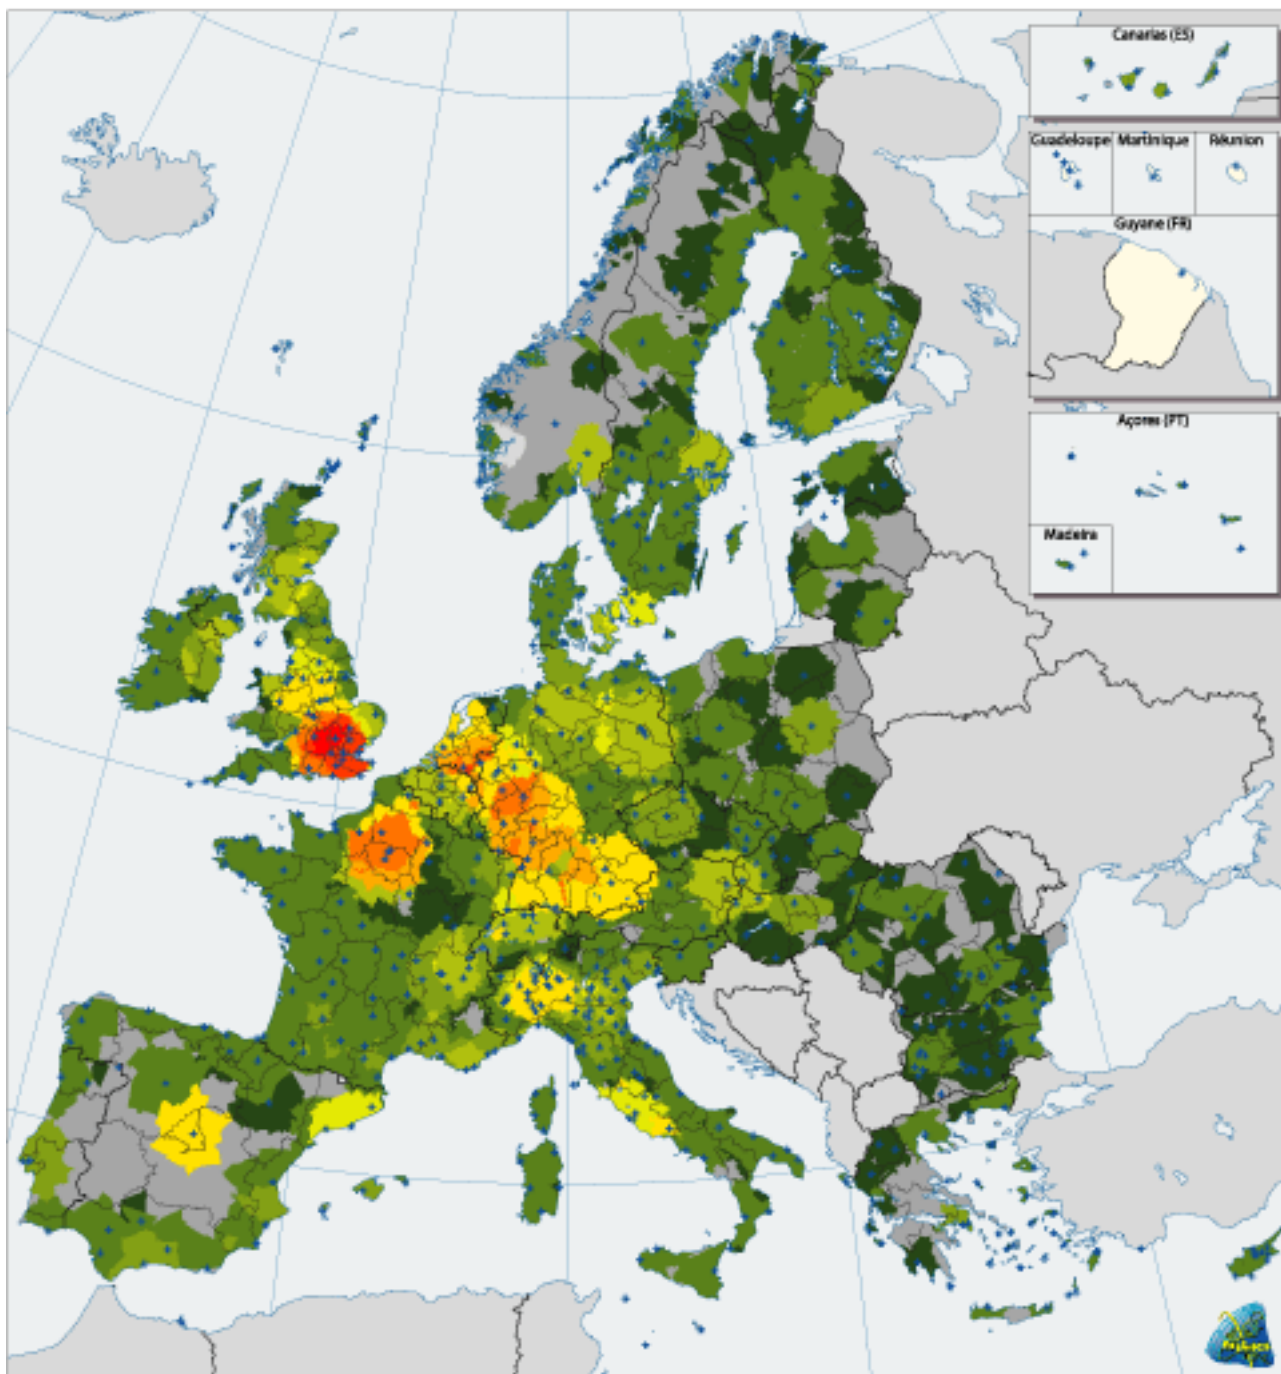 Canarias (ES)
Guadeloupe Martinique Réunion
Guyane (FR)
Açores (PT)
Madeira